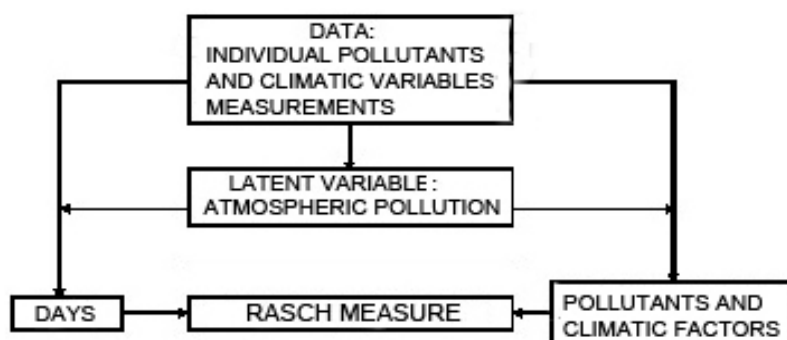 DATA:
INDIVIDUAL POLLUTANTS
AND CLIMATIC VARIABLES
MEASUREMENTS
LATENT VARIABLE:
ATMOSPHERIC POLLUTION
DAYS
RASCH MEASURE
POLLUTANTS AND
CLIMATIC FACTORS